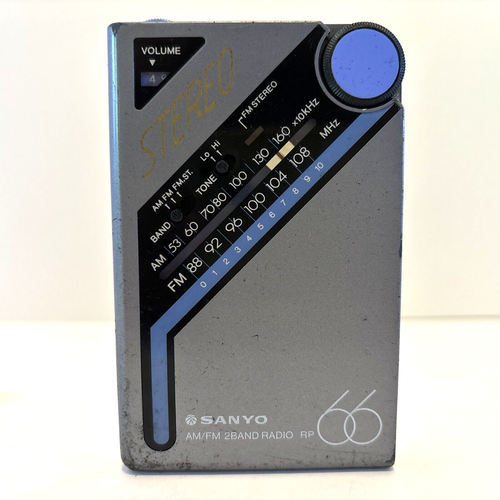 VOLUME
▼
4
STEREO
FM STEREO
LO HI
TONE
AM FM FM.ST.
BAND
AM 53 60 70 80 100 130 160 ×10kHz
FM 88 92 96 100 104 108 MHz
0 1 2 3 4 5 6 7 8 9 10
SANYO
AM/FM 2BAND RADIO RP 66